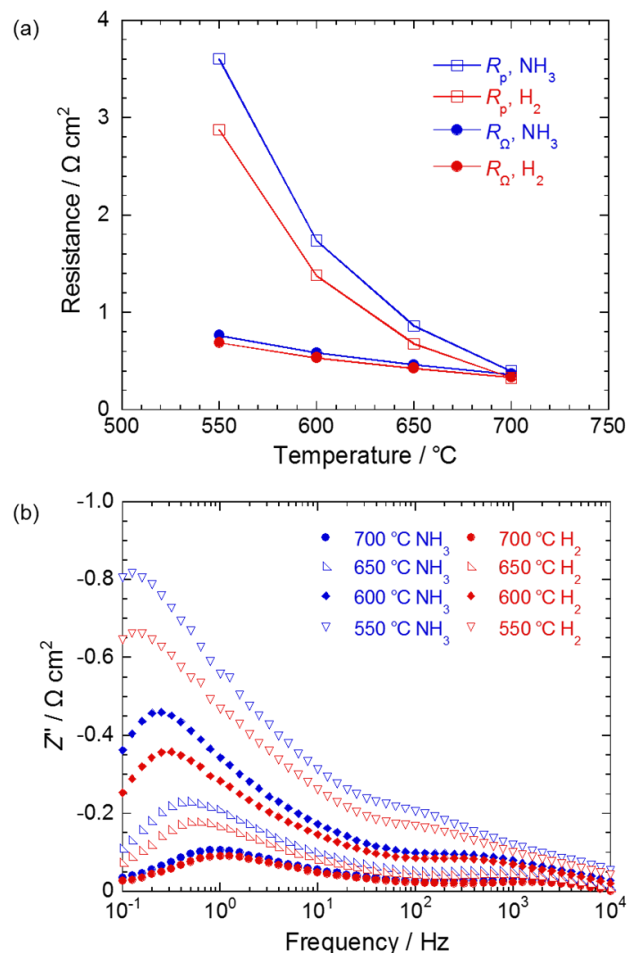 (a)
4
3
2
1
0
Resistance / Ω cm²
Rₚ, NH₃
Rₚ, H₂
R_Ω, NH₃
R_Ω, H₂
500 550 600 650 700 750
Temperature / °C
(b)
-1.0
-0.8
-0.6
-0.4
-0.2
0
Z" / Ω cm²
700 °C NH₃ 700 °C H₂
650 °C NH₃ 650 °C H₂
600 °C NH₃ 600 °C H₂
550 °C NH₃ 550 °C H₂
10⁻¹ 10⁰ 10¹ 10² 10³ 10⁴
Frequency / Hz